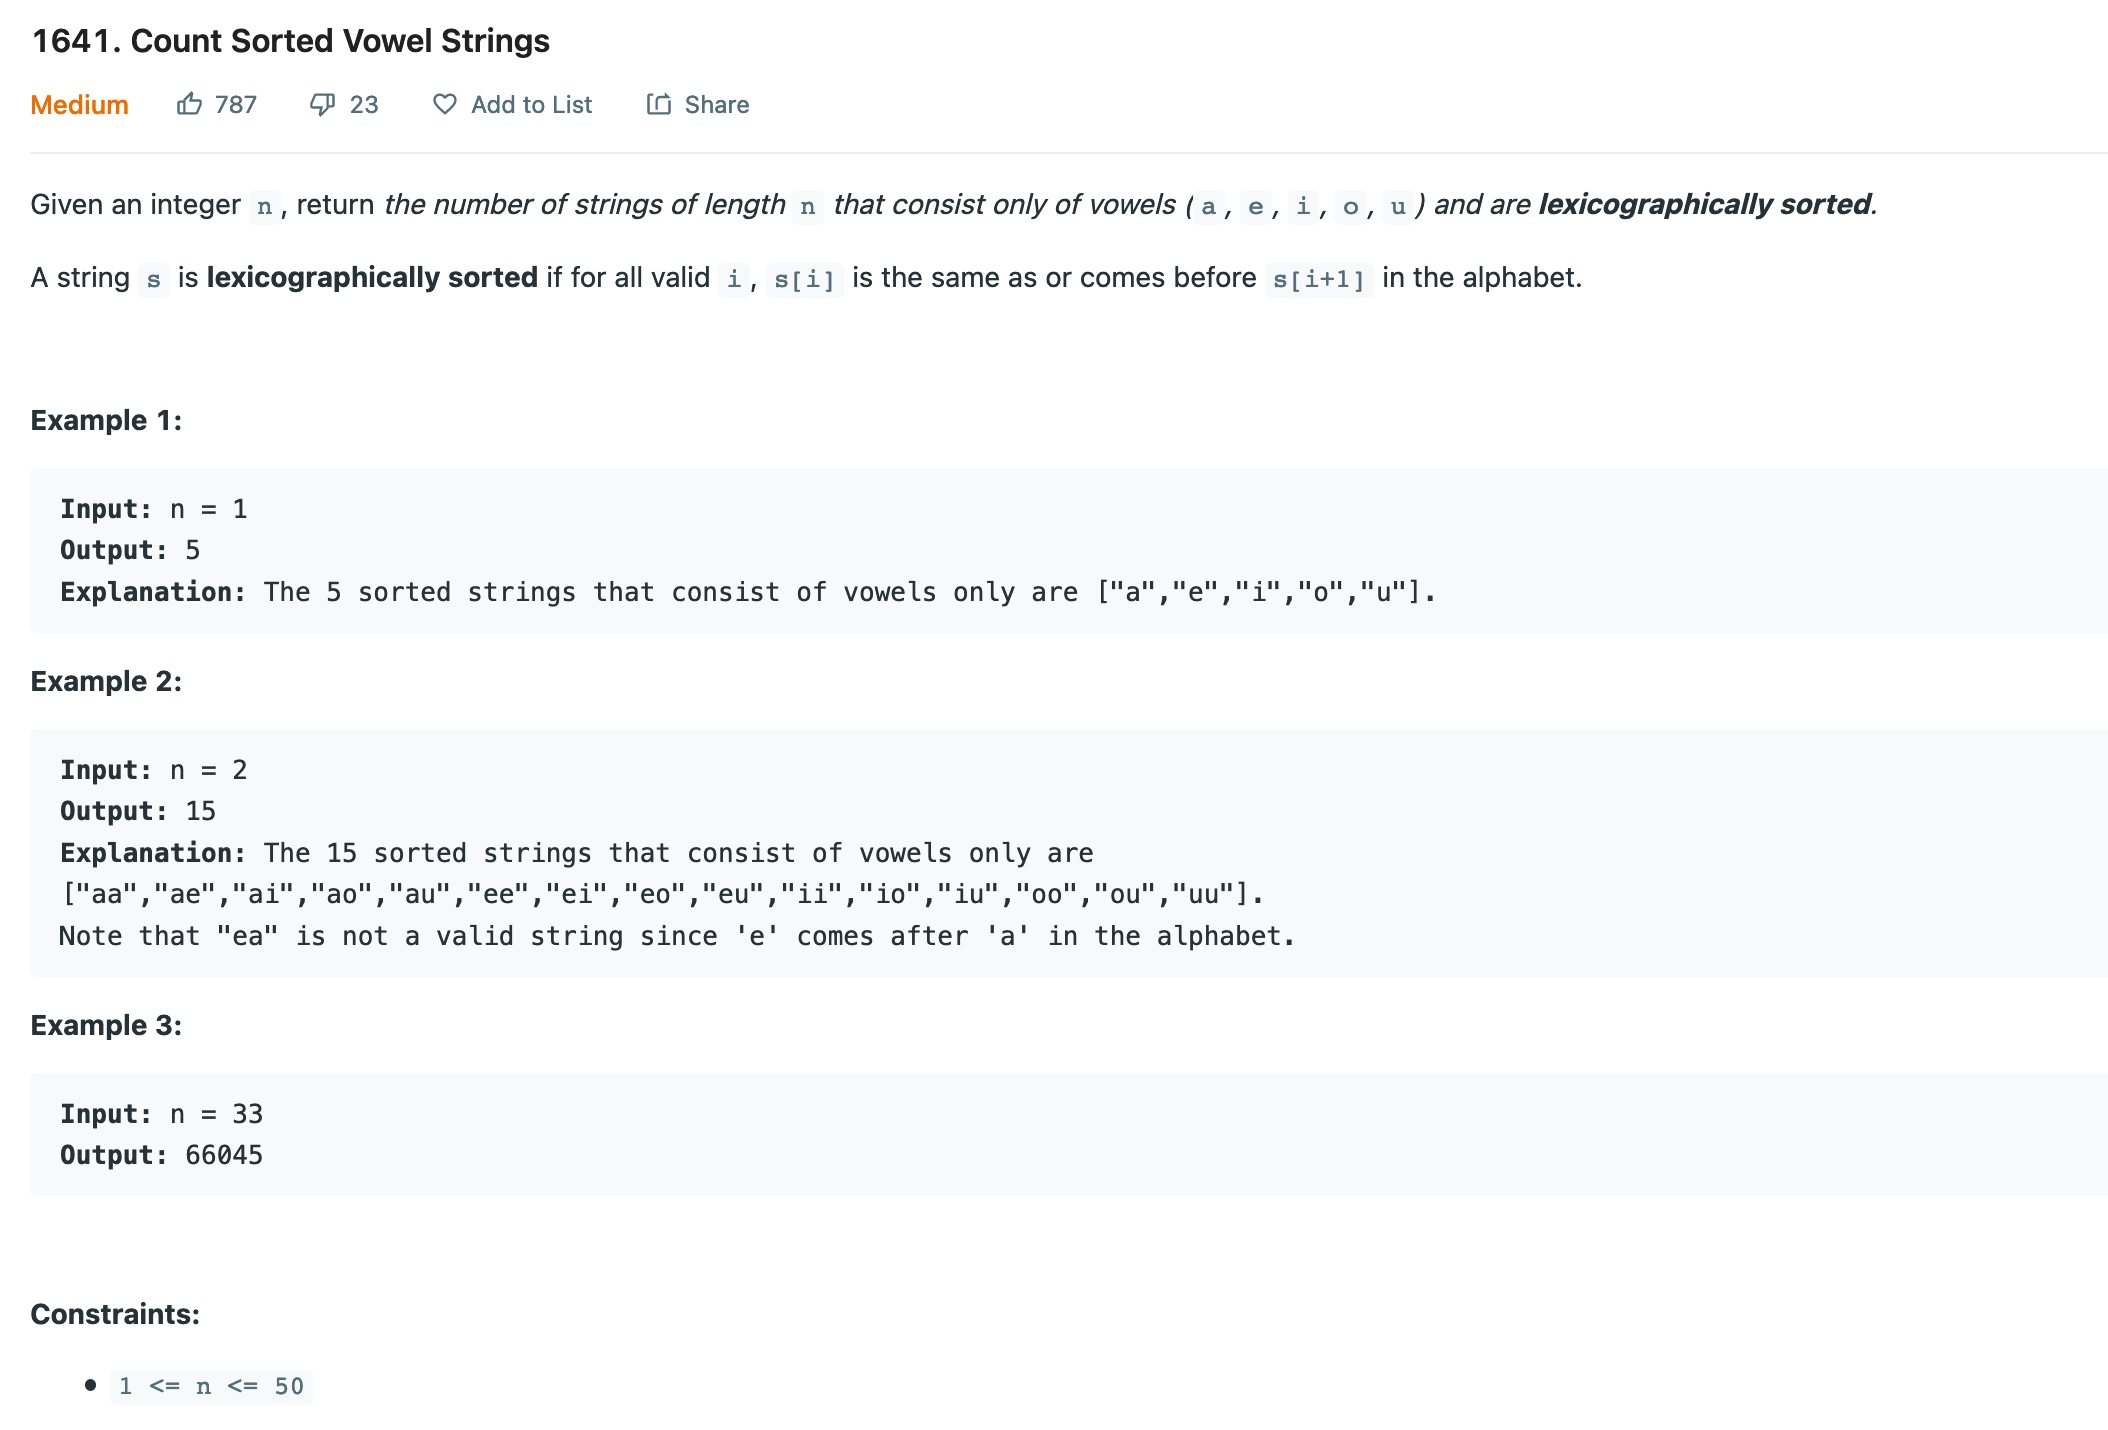 1641. Count Sorted Vowel Strings
Medium 787 23 Add to List Share
Given an integer n, return the number of strings of length n that consist only of vowels (a, e, i, o, u) and are lexicographically sorted.
A string s is lexicographically sorted if for all valid i, s[i] is the same as or comes before s[i+1] in the alphabet.
Example 1:
Input: n = 1
Output: 5
Explanation: The 5 sorted strings that consist of vowels only are ["a","e","i","o","u"].
Example 2:
Input: n = 2
Output: 15
Explanation: The 15 sorted strings that consist of vowels only are
["aa","ae","ai","ao","au","ee","ei","eo","eu","ii","io","iu","oo","ou","uu"].
Note that "ea" is not a valid string since 'e' comes after 'a' in the alphabet.
Example 3:
Input: n = 33
Output: 66045
Constraints:
• 1 <= n <= 50